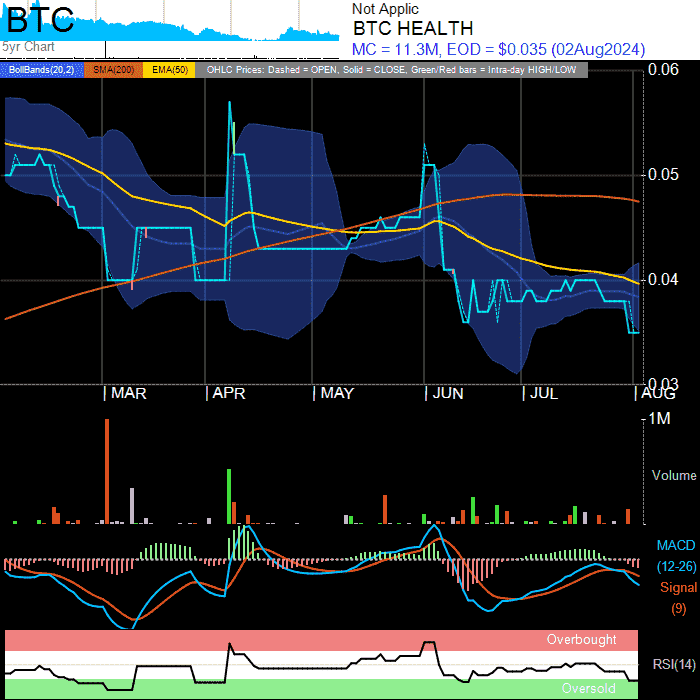 BTC
Not Applic
BTC HEALTH
5yr Chart
MC = 11.3M, EOD = $0.035 (02Aug2024)
BollBands(20,2) SMA(200) EMA(50) OHLC Prices: Dashed = OPEN, Solid = CLOSE, Green/Red bars = Intra-day HIGH/LOW
0.06
0.05
0.04
0.03
MAR APR MAY JUN JUL AUG
1M
Volume
MACD
(12-26)
Signal
(9)
Overbought
RSI(14)
Oversold